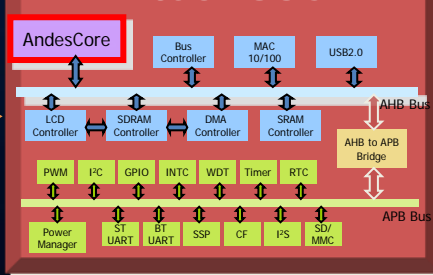 AndesCore
Bus
Controller
MAC
10/100
USB2.0
AHB Bus
LCD
Controller
SDRAM
Controller
DMA
Controller
SRAM
Controller
AHB to APB
Bridge
PWM
I²C
GPIO
INTC
WDT
Timer
RTC
APB Bus
Power
Manager
ST
UART
BT
UART
SSP
CF
I²S
SD/
MMC